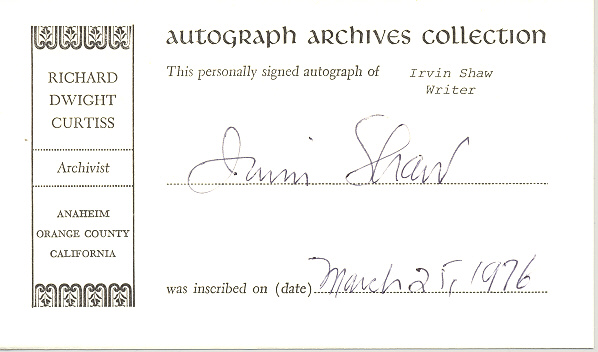 RICHARD
DWIGHT
CURTISS
Archivist
ANAHEIM
ORANGE COUNTY
CALIFORNIA
AUTOGRAPH ARCHIVES COLLECTION
This personally signed autograph of Irvin Shaw
Writer
Irwin Shaw
was inscribed on (date) March 25, 1976